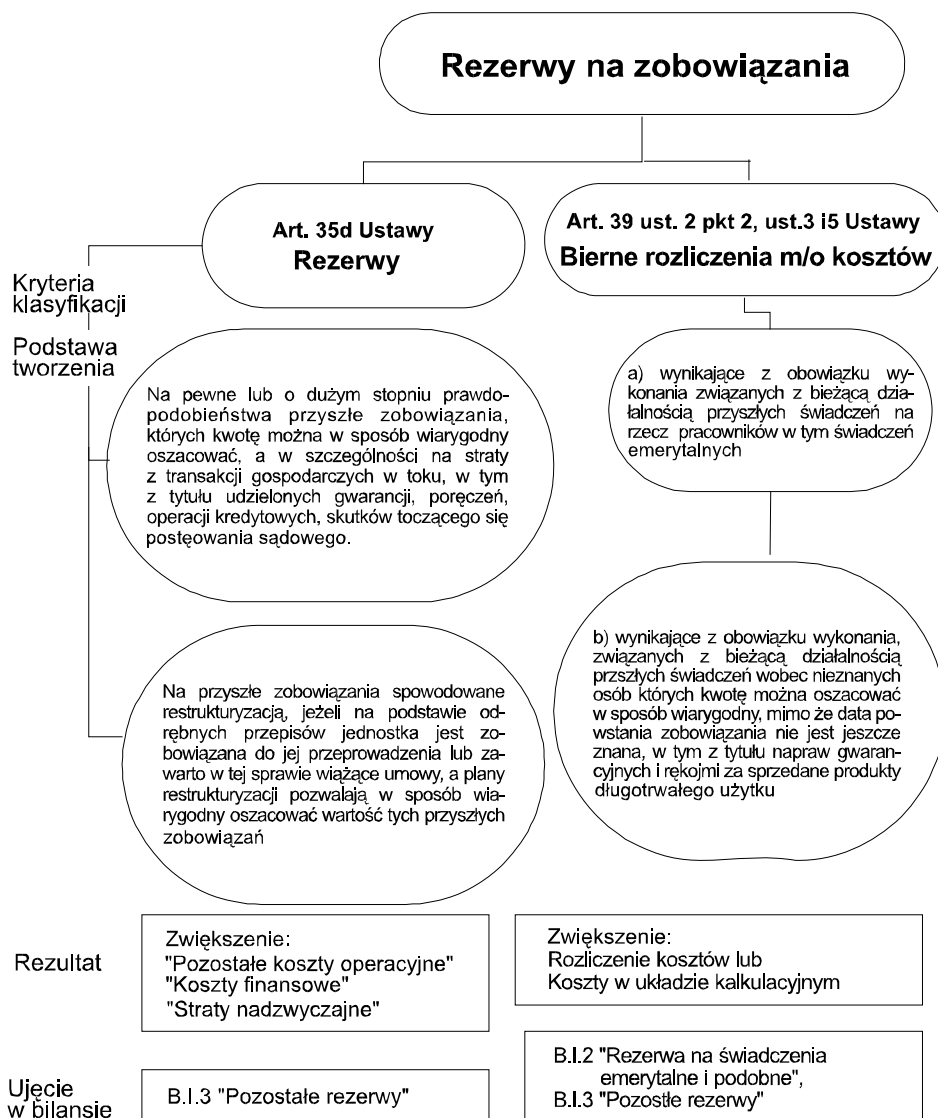 Rezerwy na zobowiązania
Art. 35d Ustawy
Rezerwy
Art. 39 ust. 2 pkt 2, ust.3 i5 Ustawy
Bierne rozliczenia m/o kosztów
Kryteria
klasyfikacji
Podstawa
tworzenia
Na pewne lub o dużym stopniu prawdo-
podobieństwa przyszłe zobowiązania,
których kwotę można w sposób wiarygodny
oszacować, a w szczególności na straty
z transakcji gospodarczych w toku, w tym
z tytułu udzielonych gwarancji, poręczeń,
operacji kredytowych, skutków toczącego się
postęowania sądowego.
a) wynikające z obowiązku wy-
konania związanych z bieżącą dzia-
łalnością przyszłych świadczeń na
rzecz pracowników w tym świadczeń
emerytalnych
Na przyszłe zobowiązania spowodowane
restrukturyzacją, jeżeli na podstawie od-
rębnych przepisów jednostka jest zo-
bowiązana do jej przeprowadzenia lub za-
warto w tej sprawie wiążące umowy, a plany
restrukturyzacji pozwalają w sposób wia-
rygodny oszacować wartość tych przyszłych
zobowiązań
b) wynikające z obowiązku wykonania,
związanych z bieżącą działalnością
przszłych świadczeń wobec nieznanych
osób których kwotę można oszacować
w sposób wiarygodny, mimo że data po-
wstania zobowiązania nie jest jeszcze
znana, w tym z tytułu napraw gwaran-
cyjnych i rękojmi za sprzedane produkty
długotrwałego użytku
Rezultat
Zwiększenie:
"Pozostałe koszty operacyjne"
"Koszty finansowe"
"Straty nadzwyczajne"
Zwiększenie:
Rozliczenie kosztów lub
Koszty w układzie kalkulacyjnym
Ujęcie
w bilansie
B.I.3 "Pozostałe rezerwy"
B.I.2 "Rezerwa na świadczenia
emerytalne i podobne",
B.I.3 "Pozostłe rezerwy"